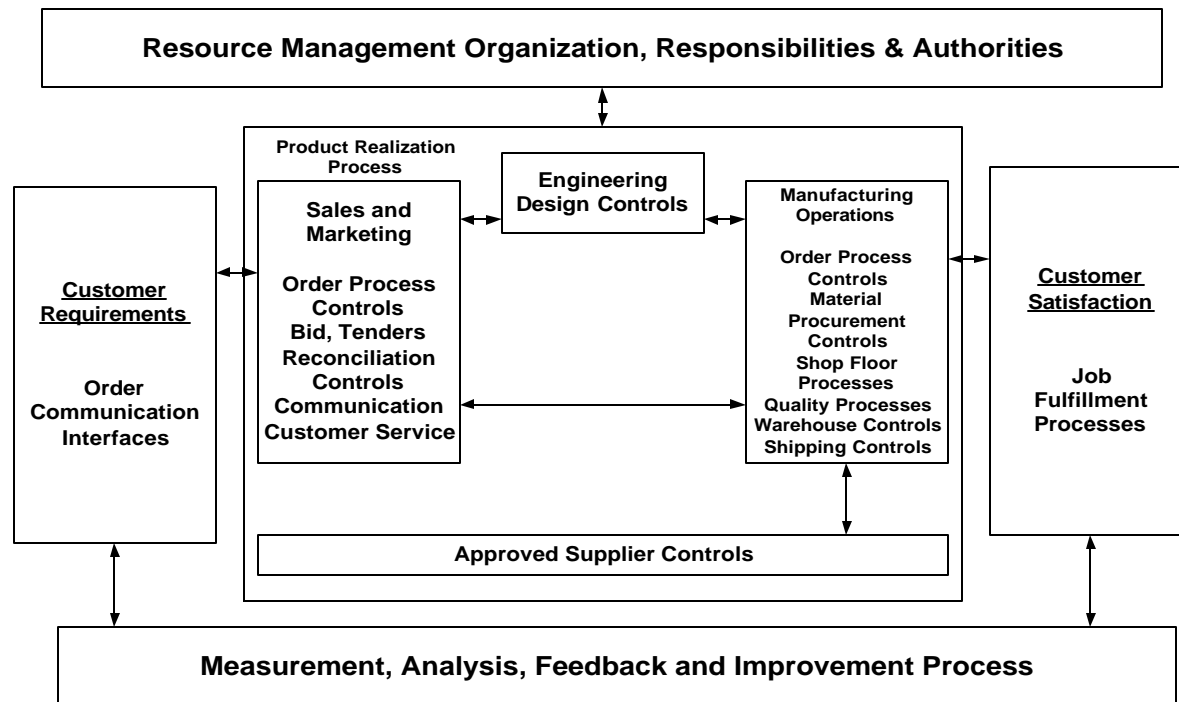 Resource Management Organization, Responsibilities & Authorities
Product Realization
Process
Engineering
Design Controls
Sales and
Marketing
Order Process
Controls
Bid, Tenders
Reconciliation
Controls
Communication
Customer Service
Manufacturing
Operations
Order Process
Controls
Material
Procurement
Controls
Shop Floor
Processes
Quality Processes
Warehouse Controls
Shipping Controls
Customer
Requirements
Order
Communication
Interfaces
Customer
Satisfaction
Job
Fulfillment
Processes
Approved Supplier Controls
Measurement, Analysis, Feedback and Improvement Process